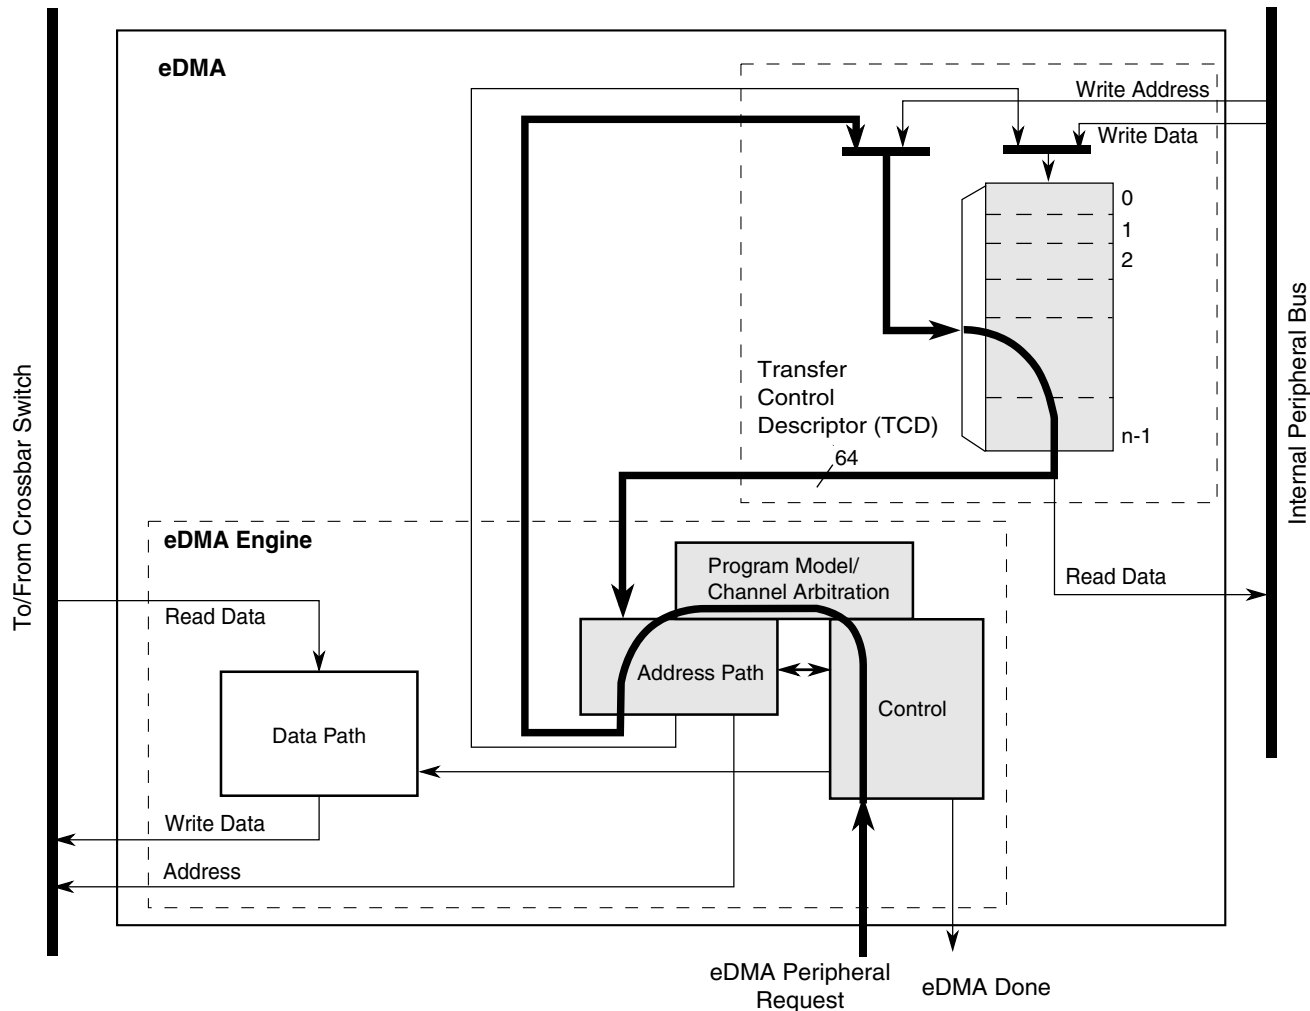 eDMA
Write Address
Write Data
0
1
2
n-1
Transfer
Control
Descriptor (TCD)
64
To/From Crossbar Switch
Internal Peripheral Bus
eDMA Engine
Program Model/
Channel Arbitration
Read Data
Read Data
Address Path
Control
Data Path
Write Data
Address
eDMA Peripheral
Request
eDMA Done